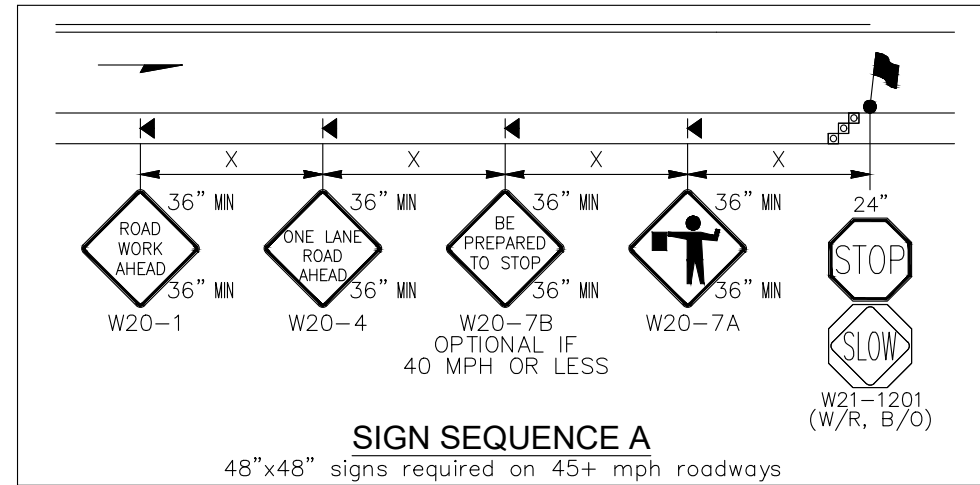 X X X X
36” MIN 36” MIN 36” MIN 36” MIN
24”
ROAD
WORK
AHEAD
ONE LANE
ROAD
AHEAD
BE
PREPARED
TO STOP
STOP
36” MIN 36” MIN 36” MIN 36” MIN
W20-1 W20-4 W20-7B W20-7A
OPTIONAL IF
40 MPH OR LESS
SLOW
W21-1201
(W/R, B/O)
SIGN SEQUENCE A
48”x48” signs required on 45+ mph roadways